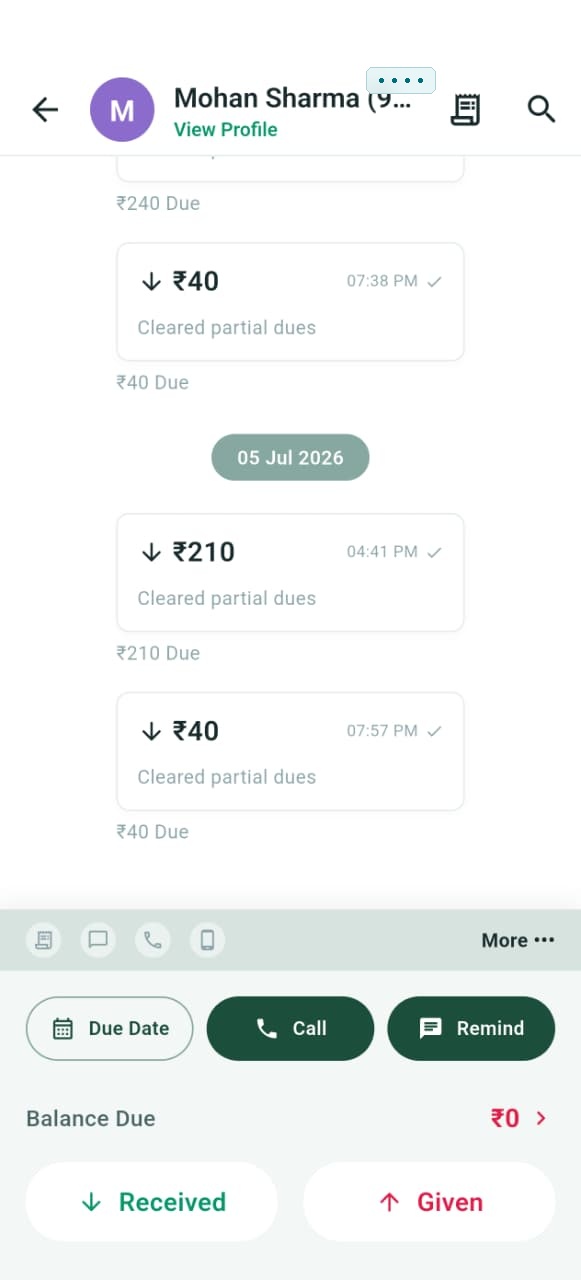 M
Mohan Sharma (9...
View Profile
₹240 Due
↓ ₹40
07:38 PM ✓
Cleared partial dues
₹40 Due
05 Jul 2026
↓ ₹210
04:41 PM ✓
Cleared partial dues
₹210 Due
↓ ₹40
07:57 PM ✓
Cleared partial dues
₹40 Due
More •••
Due Date
Call
Remind
Balance Due
₹0 >
↓ Received
↑ Given